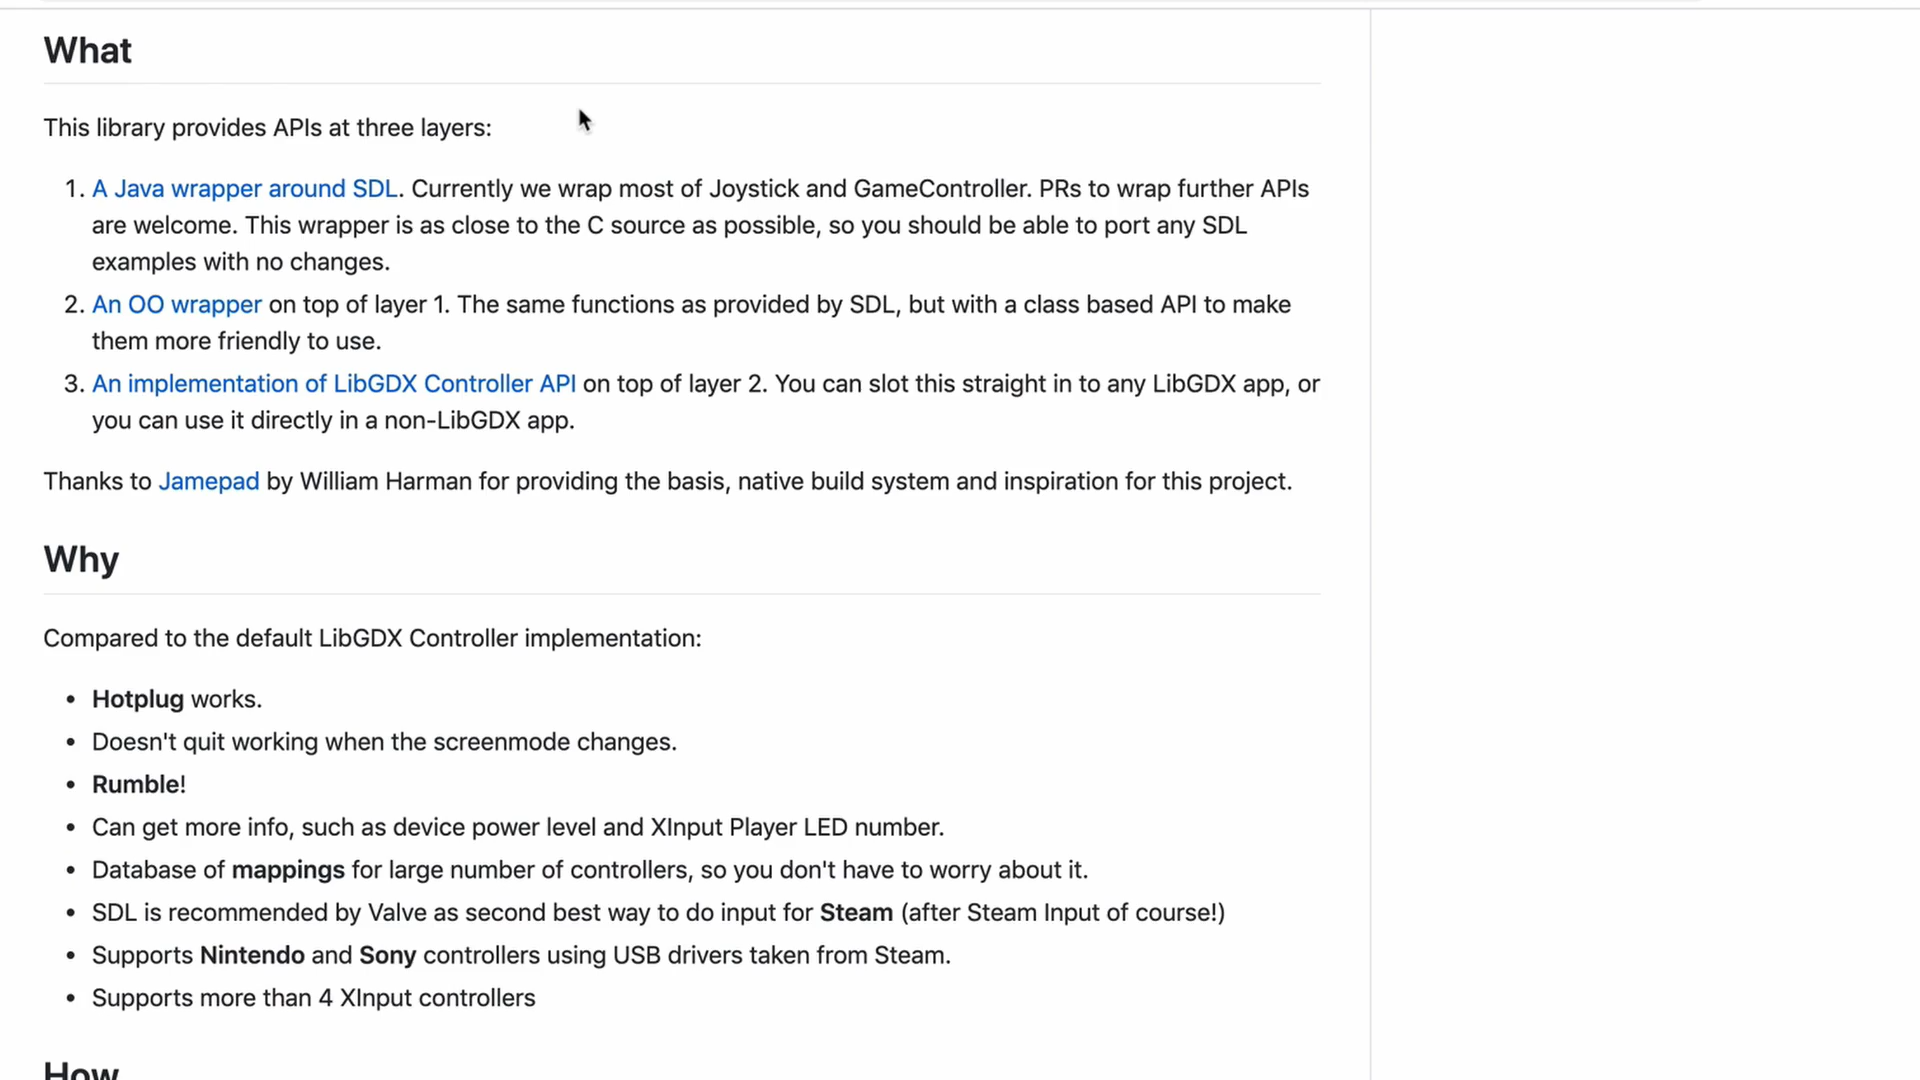 What
This library provides APIs at three layers:
1. A Java wrapper around SDL. Currently we wrap most of Joystick and GameController. PRs to wrap further APIs
are welcome. This wrapper is as close to the C source as possible, so you should be able to port any SDL
examples with no changes.
2. An OO wrapper on top of layer 1. The same functions as provided by SDL, but with a class based API to make
them more friendly to use.
3. An implementation of LibGDX Controller API on top of layer 2. You can slot this straight in to any LibGDX app, or
you can use it directly in a non-LibGDX app.
Thanks to Jamepad by William Harman for providing the basis, native build system and inspiration for this project.
Why
Compared to the default LibGDX Controller implementation:
• Hotplug works.
• Doesn't quit working when the screenmode changes.
• Rumble!
• Can get more info, such as device power level and XInput Player LED number.
• Database of mappings for large number of controllers, so you don't have to worry about it.
• SDL is recommended by Valve as second best way to do input for Steam (after Steam Input of course!)
• Supports Nintendo and Sony controllers using USB drivers taken from Steam.
• Supports more than 4 XInput controllers
How